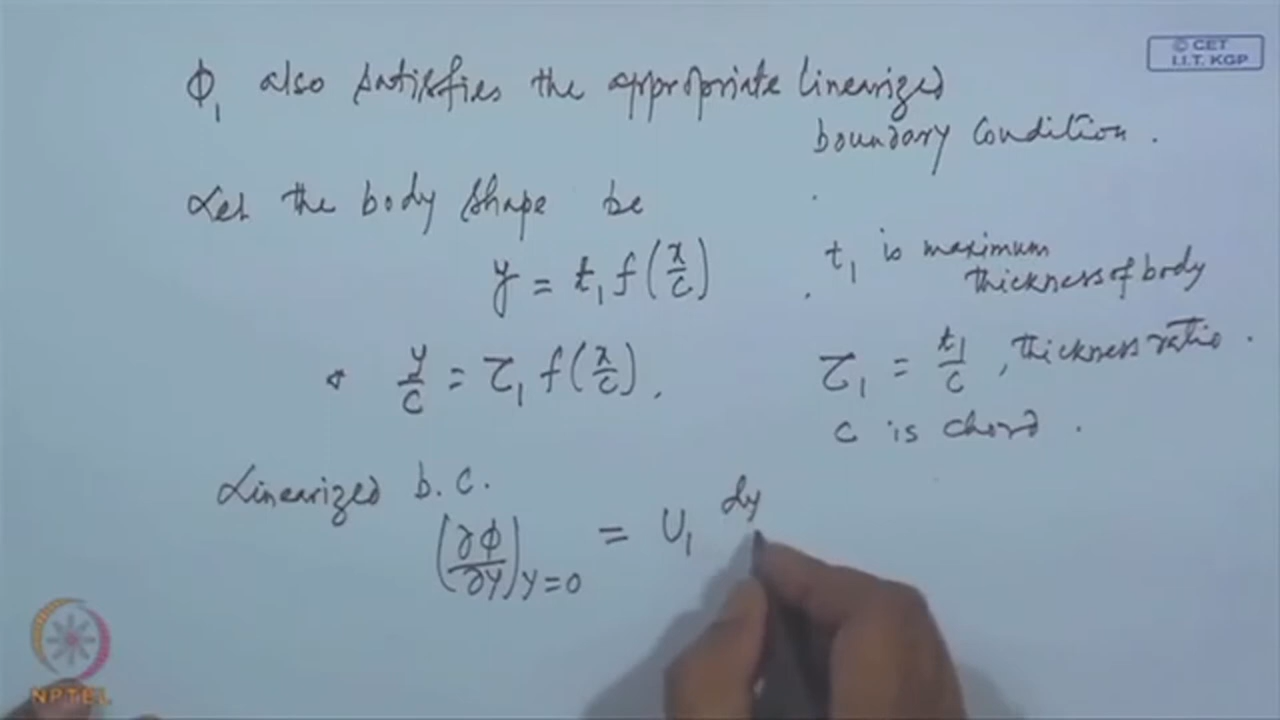 © CET
I.I.T. KGP
ϕ₁ also satisfies the appropriate linearized
boundary condition.
Let the body shape be
y = t₁ f(x/c)
t₁ is maximum
thickness of body
y/c = τ₁ f(x/c).
τ₁ = t₁/c, thickness ratio.
c is chord.
Linearized b.c.
(∂ϕ/∂y)y=0 = U₁ dy
NPTEL